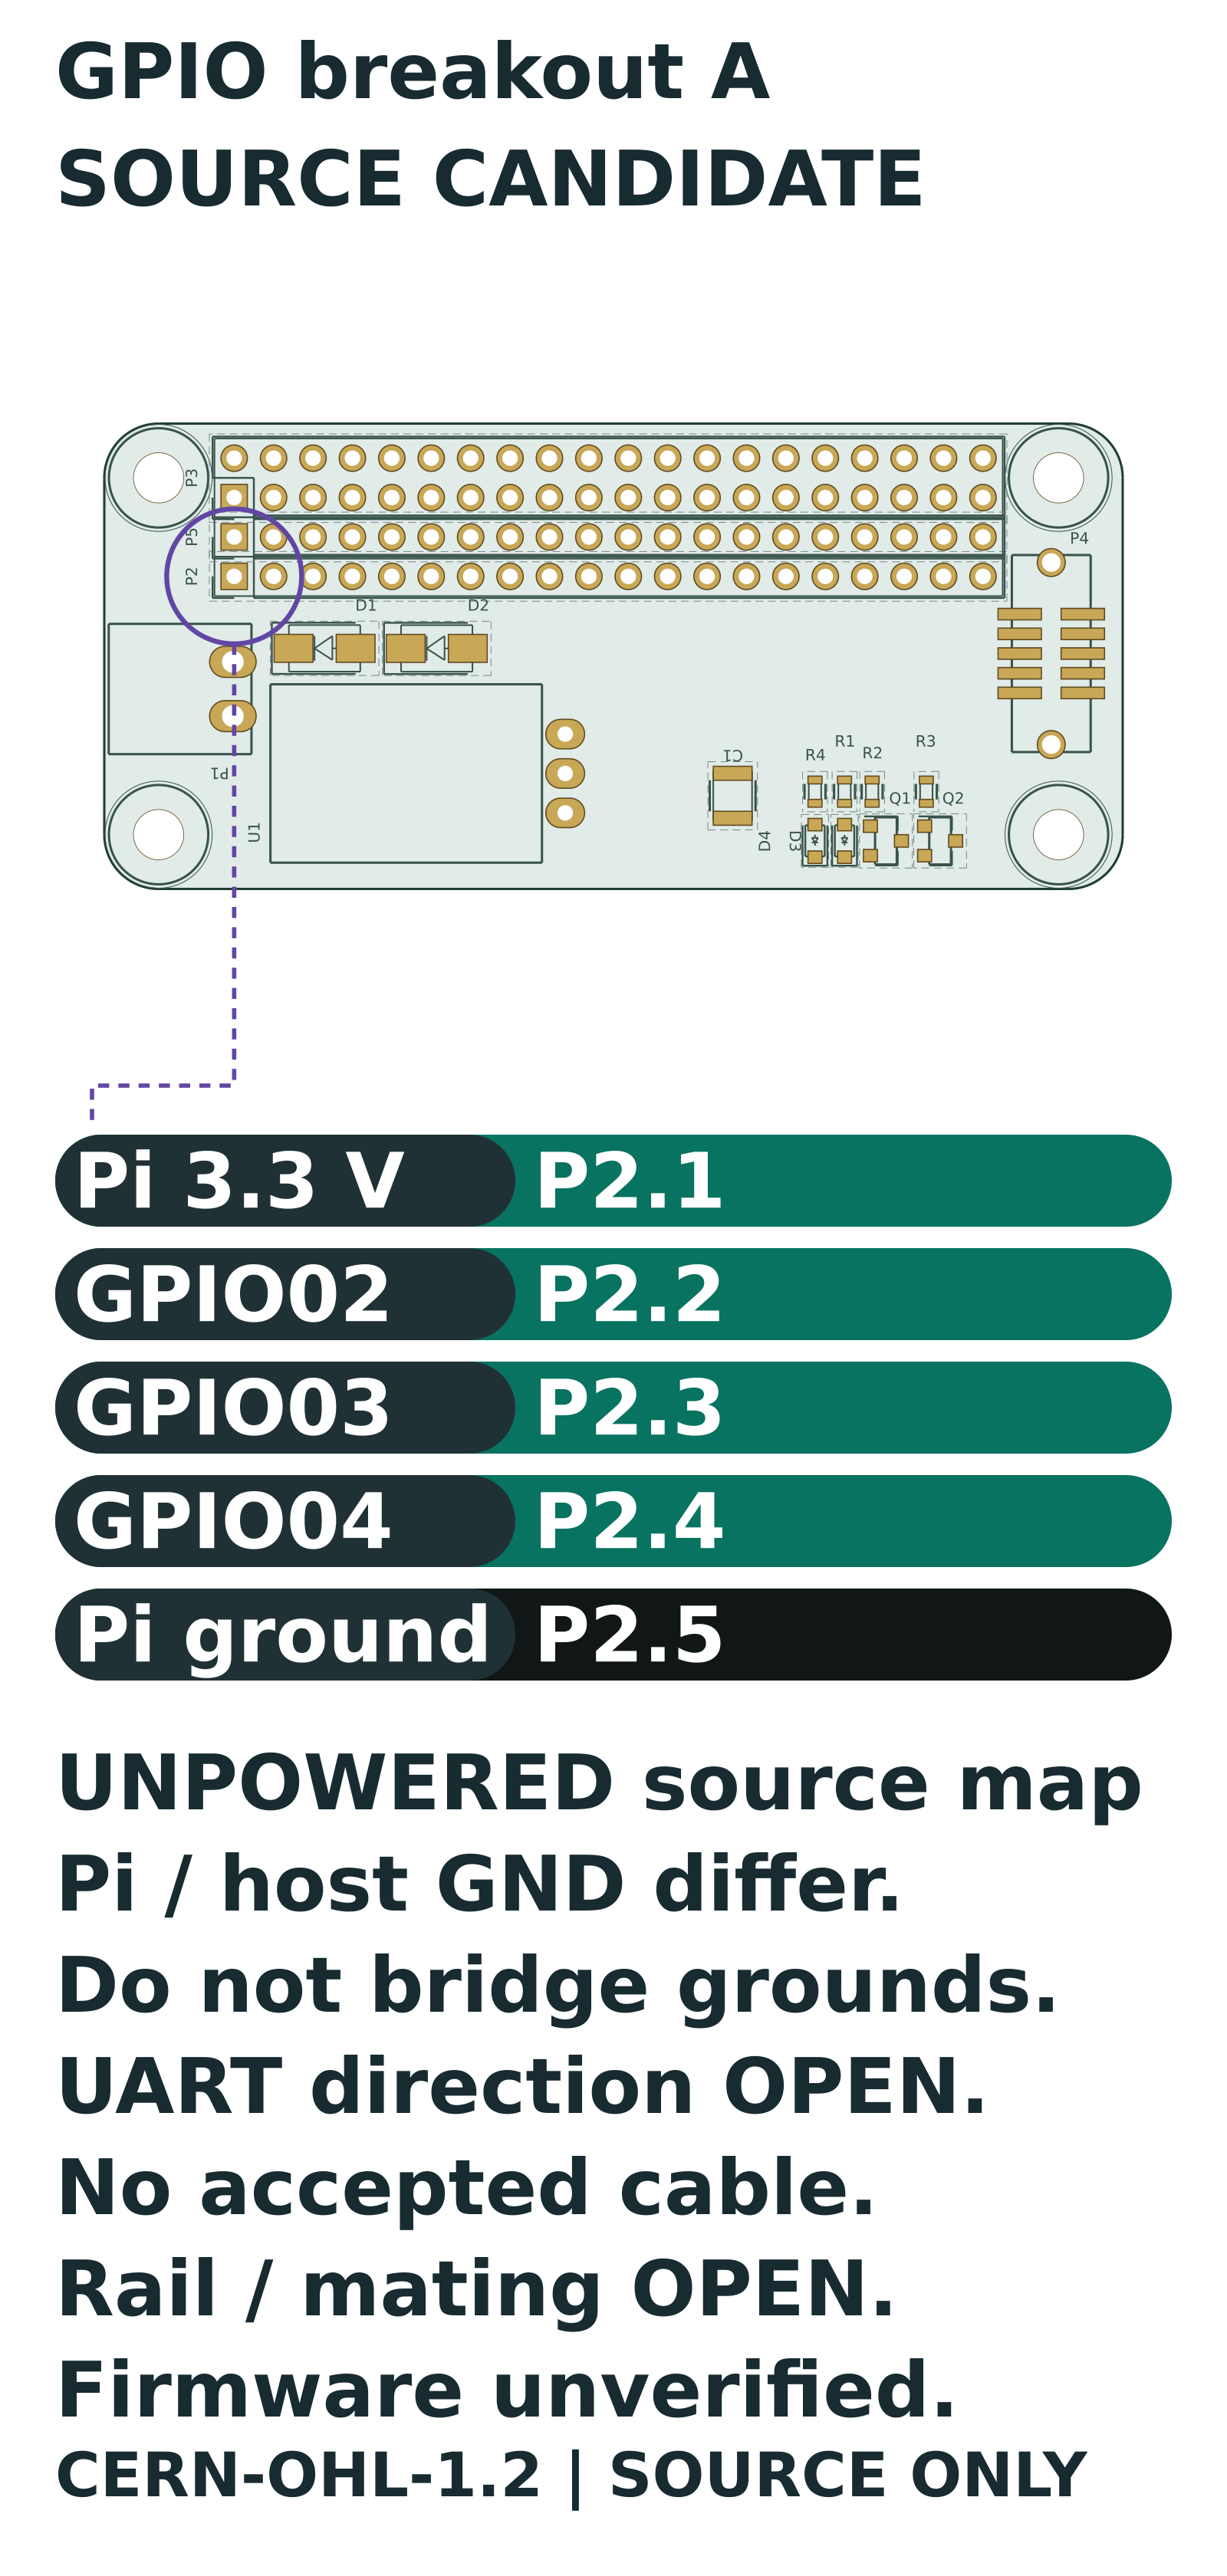 GPIO breakout A
SOURCE CANDIDATE
P3
P5
P2
P4
D1 D2
P1
U1
C1
R4 R1 R2 R3
Q1 Q2
D4 D3
Pi 3.3 V P2.1
GPIO02 P2.2
GPIO03 P2.3
GPIO04 P2.4
Pi ground P2.5
UNPOWERED source map
Pi / host GND differ.
Do not bridge grounds.
UART direction OPEN.
No accepted cable.
Rail / mating OPEN.
Firmware unverified.
CERN-OHL-1.2 | SOURCE ONLY